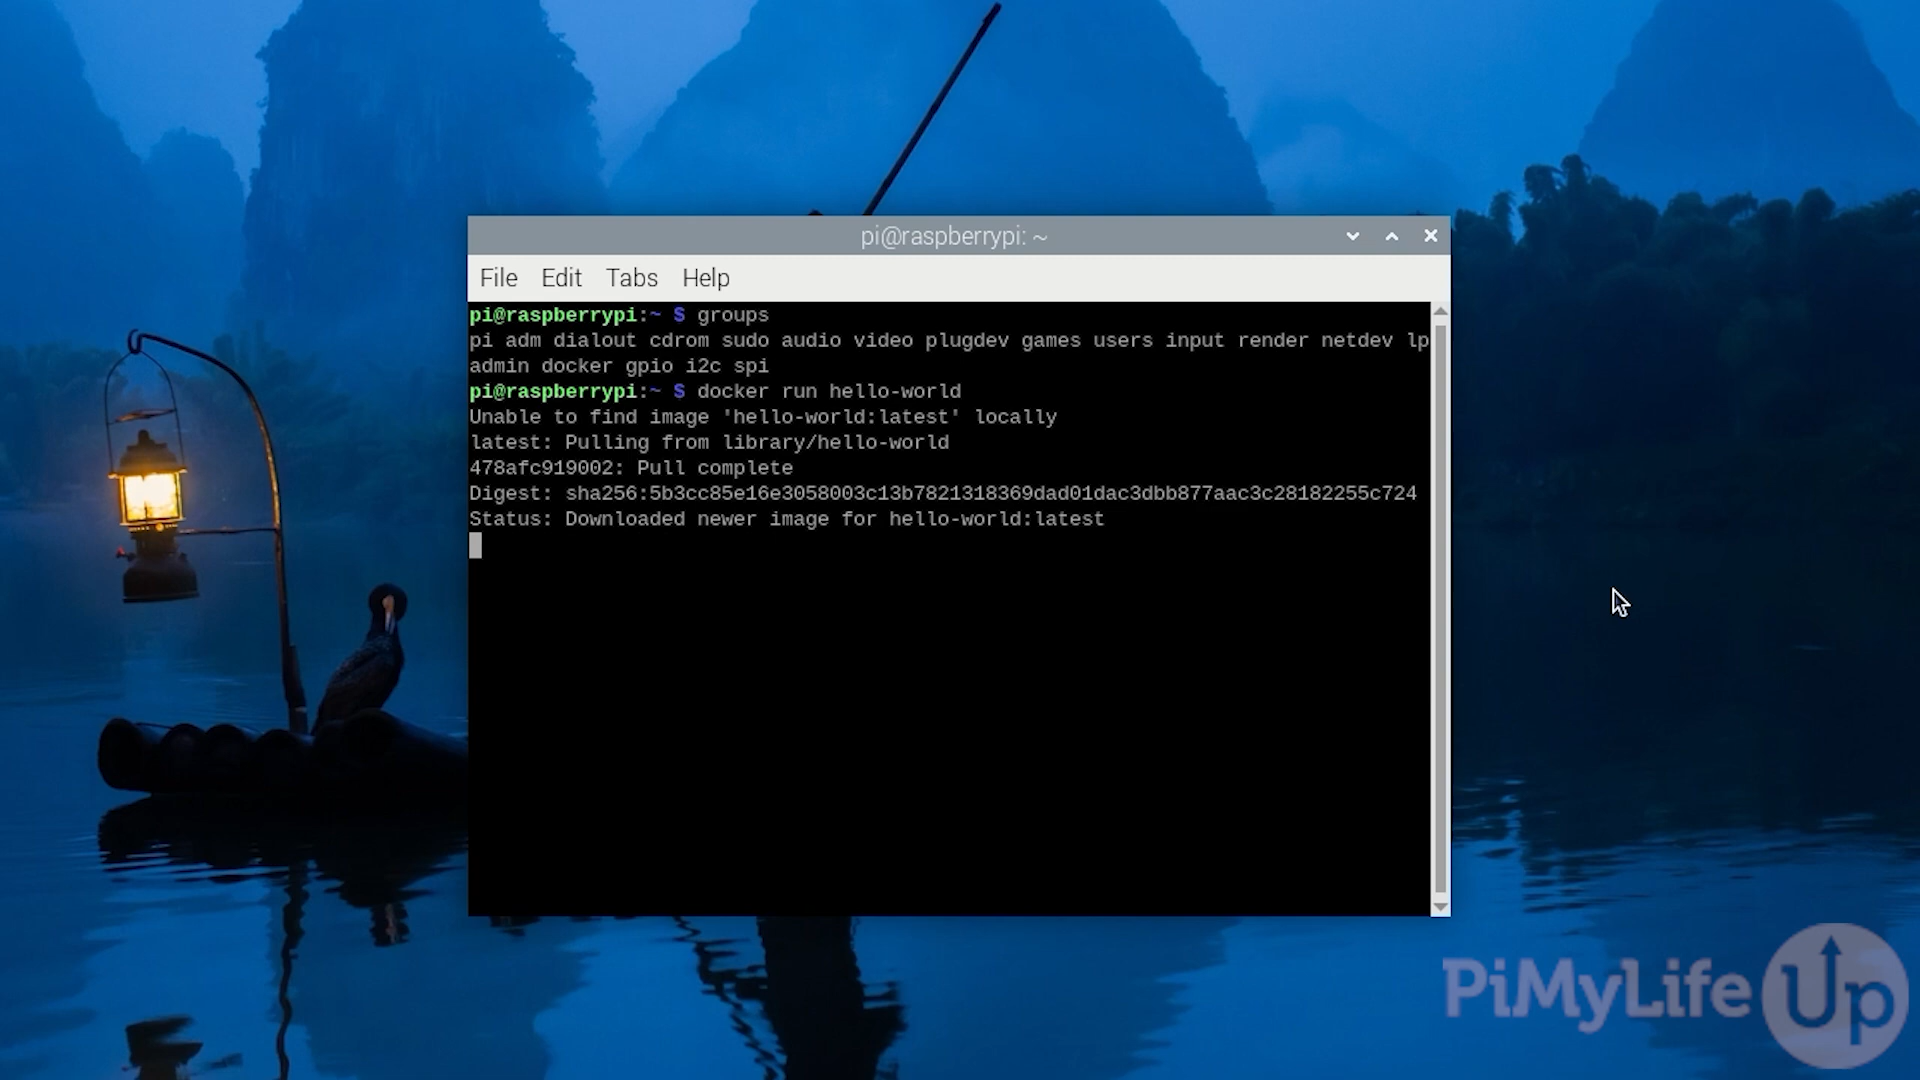 pi@raspberrypi: ~
File Edit Tabs Help
pi@raspberrypi:~ $ groups
pi adm dialout cdrom sudo audio video plugdev games users input render netdev lp
admin docker gpio i2c spi
pi@raspberrypi:~ $ docker run hello-world
Unable to find image 'hello-world:latest' locally
latest: Pulling from library/hello-world
478afc919002: Pull complete
Digest: sha256:5b3cc85e16e3058003c13b7821318369dad01dac3dbb877aac3c28182255c724
Status: Downloaded newer image for hello-world:latest
PiMyLifeUp